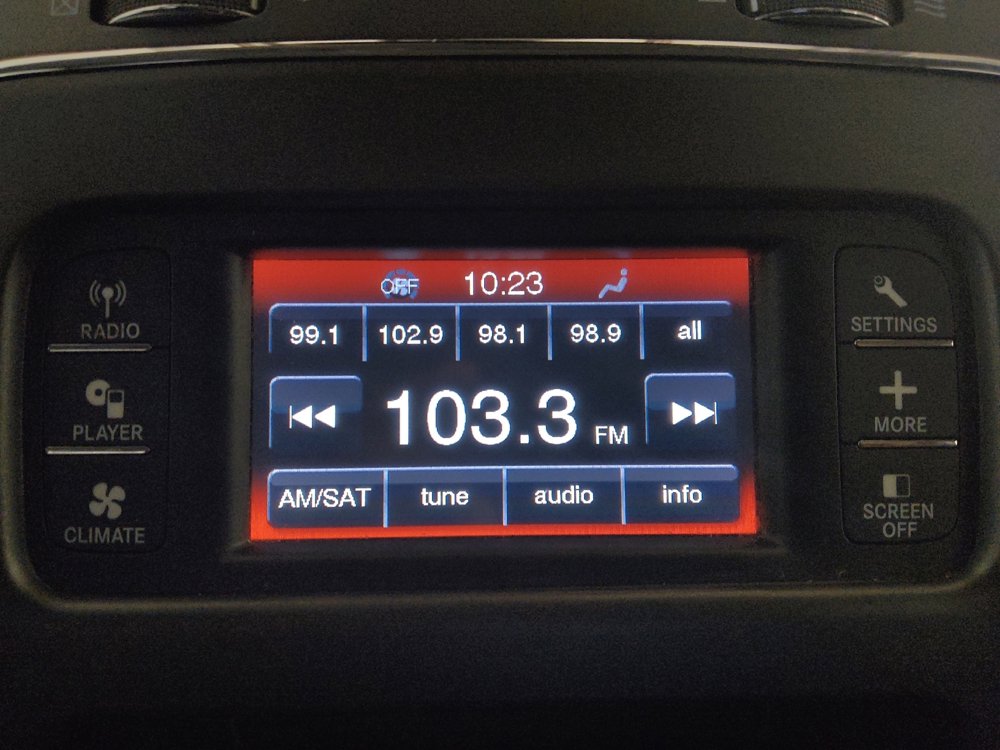 OFF 10:23
99.1 102.9 98.1 98.9 all
103.3 FM
AM/SAT tune audio info
RADIO
PLAYER
CLIMATE
SETTINGS
MORE
SCREEN
OFF